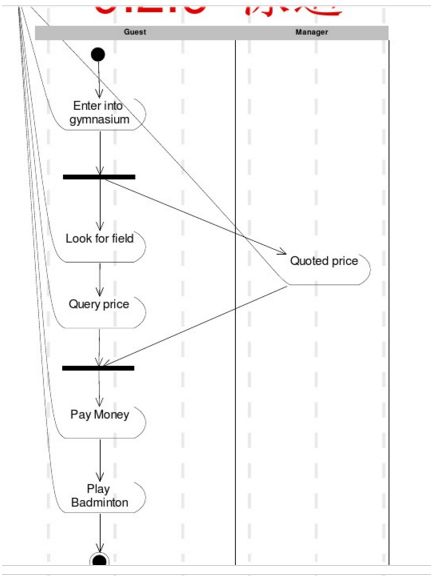 Guest
Manager
Enter into
gymnasium
Look for field
Quoted price
Query price
Pay Money
Play
Badminton